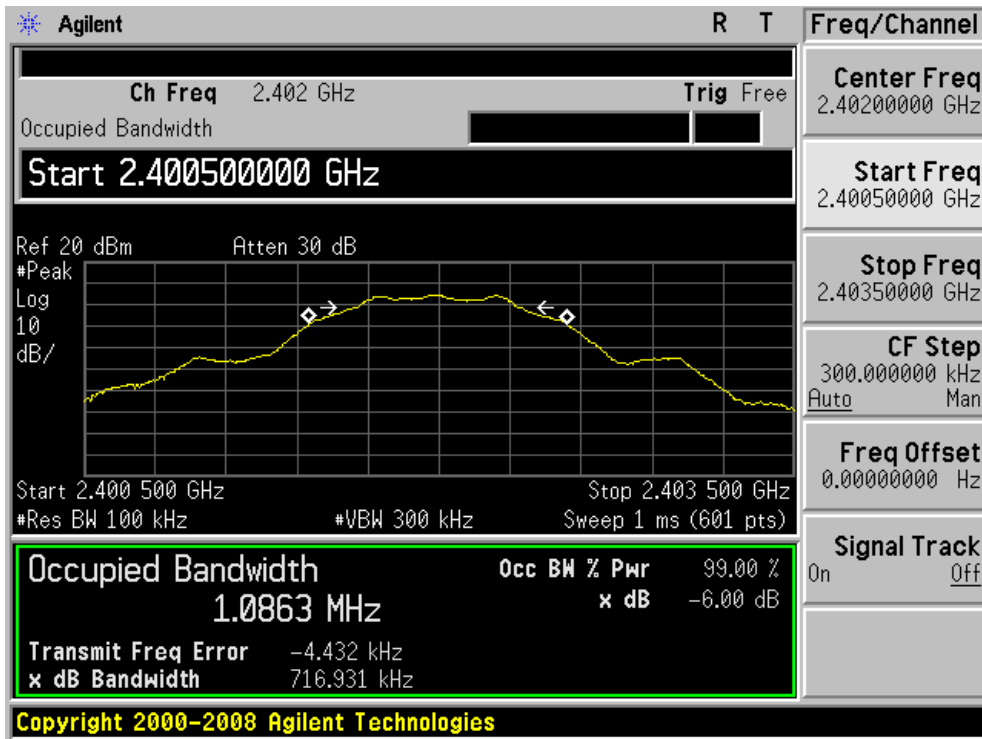 Agilent R T
Ch Freq 2.402 GHz Trig Free
Occupied Bandwidth
Start 2.400500000 GHz
Ref 20 dBm Atten 30 dB
#Peak
Log
10
dB/
Start 2.400 500 GHz Stop 2.403 500 GHz
#Res BW 100 kHz #VBW 300 kHz Sweep 1 ms (601 pts)
Occupied Bandwidth Occ BW % Pwr 99.00 %
1.0863 MHz x dB -6.00 dB
Transmit Freq Error -4.432 kHz
x dB Bandwidth 716.931 kHz
Copyright 2000-2008 Agilent Technologies
Freq/Channel
Center Freq
2.40200000 GHz
Start Freq
2.40050000 GHz
Stop Freq
2.40350000 GHz
CF Step
300.000000 kHz
Auto Man
Freq Offset
0.00000000 Hz
Signal Track
On Off